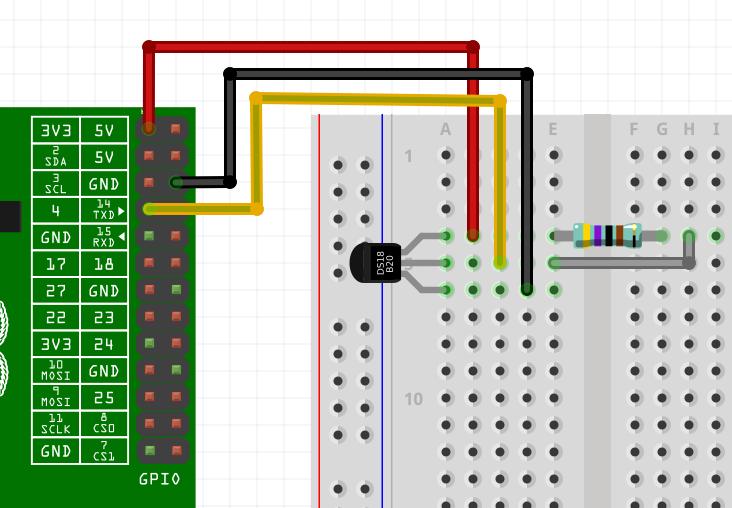 A E F G H I
3V3 5V
2 SDA 5V
3 SCL GND
4 14 TXD
GND 15 RXD
17 18
27 GND
22 23
3V3 24
10 MOSI GND
9 MOSI 25
11 SCLK 8 CS0
GND 7 CS1
GPIO
1
DS18
B20
10